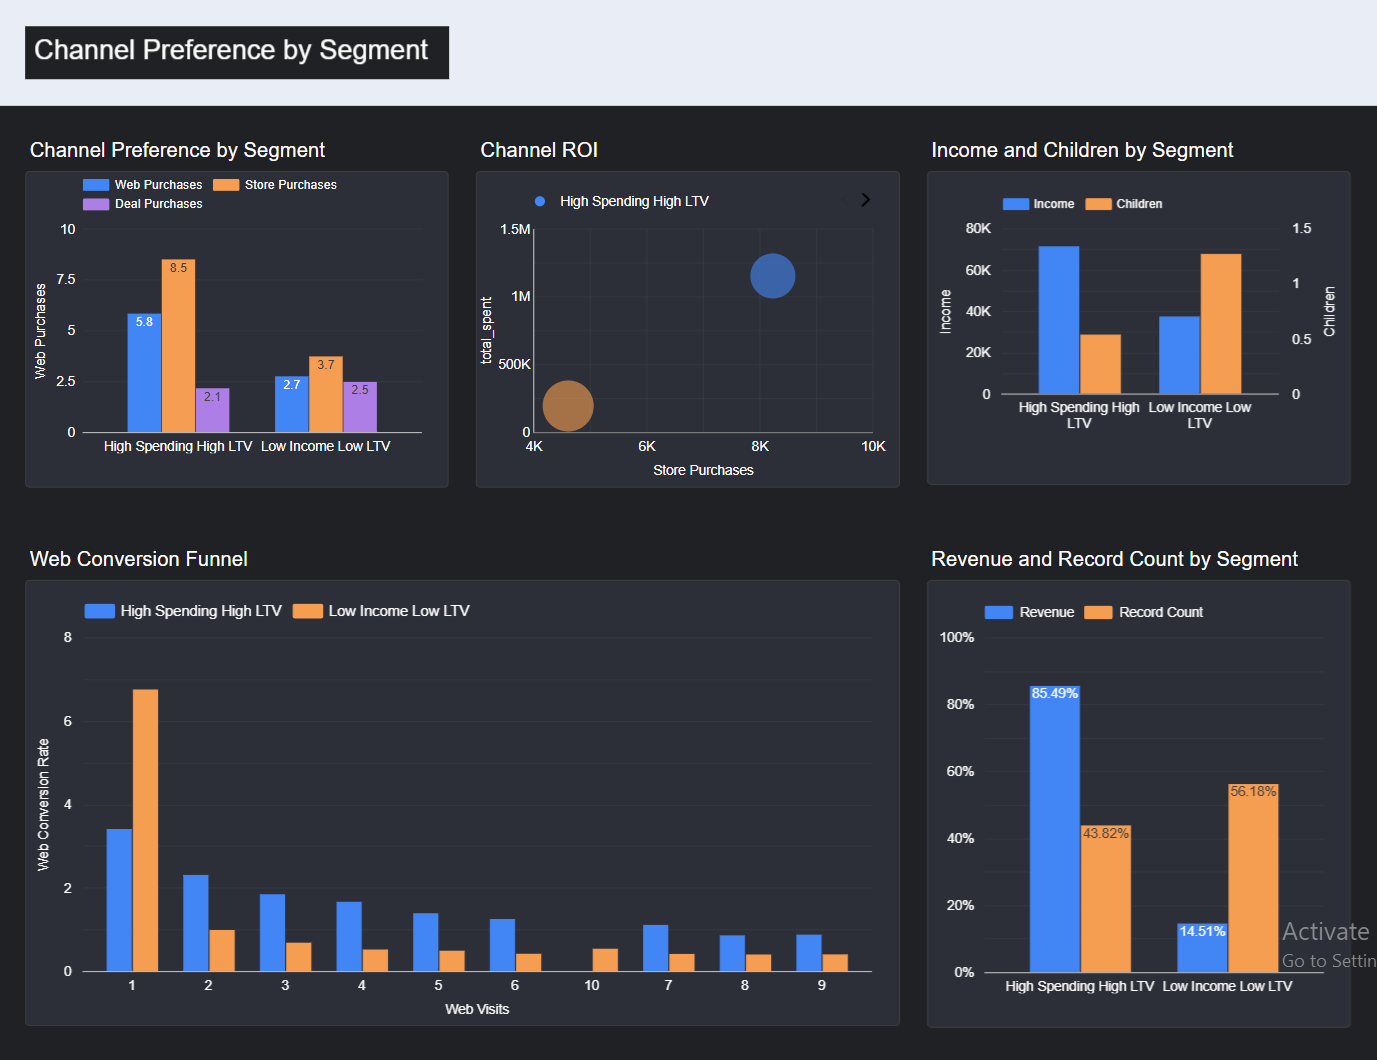 Channel Preference by Segment
Channel Preference by Segment
Web Purchases Store Purchases
Deal Purchases
10
7.5
5
2.5
0
Web Purchases
5.8
8.5
2.1
2.7
3.7
2.5
High Spending High LTV Low Income Low LTV
Channel ROI
High Spending High LTV
1.5M
1M
500K
0
total_spent
4K 6K 8K 10K
Store Purchases
Income and Children by Segment
Income Children
80K
60K
40K
20K
0
Income
1.5
1
0.5
0
Children
High Spending High Low Income Low
LTV LTV
Web Conversion Funnel
High Spending High LTV Low Income Low LTV
8
6
4
2
0
Web Conversion Rate
1 2 3 4 5 6 10 7 8 9
Web Visits
Revenue and Record Count by Segment
Revenue Record Count
100%
80%
60%
40%
20%
0%
85.49%
43.82%
14.51%
56.18%
High Spending High LTV Low Income Low LTV
Activate
Go to Settin